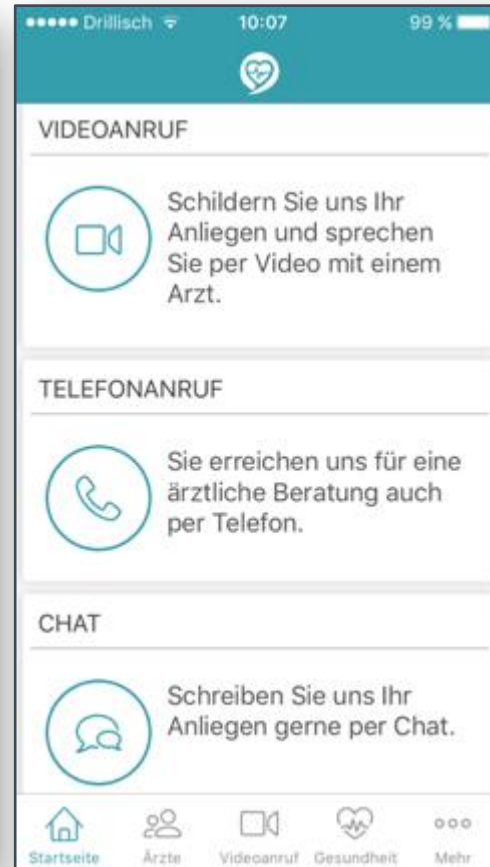 Drillisch 10:07 99 %
VIDEOANRUF
Schildern Sie uns Ihr
Anliegen und sprechen
Sie per Video mit einem
Arzt.
TELEFONANRUF
Sie erreichen uns für eine
ärztliche Beratung auch
per Telefon.
CHAT
Schreiben Sie uns Ihr
Anliegen gerne per Chat.
Startseite Ärzte Videoanruf Gesundheit Mehr